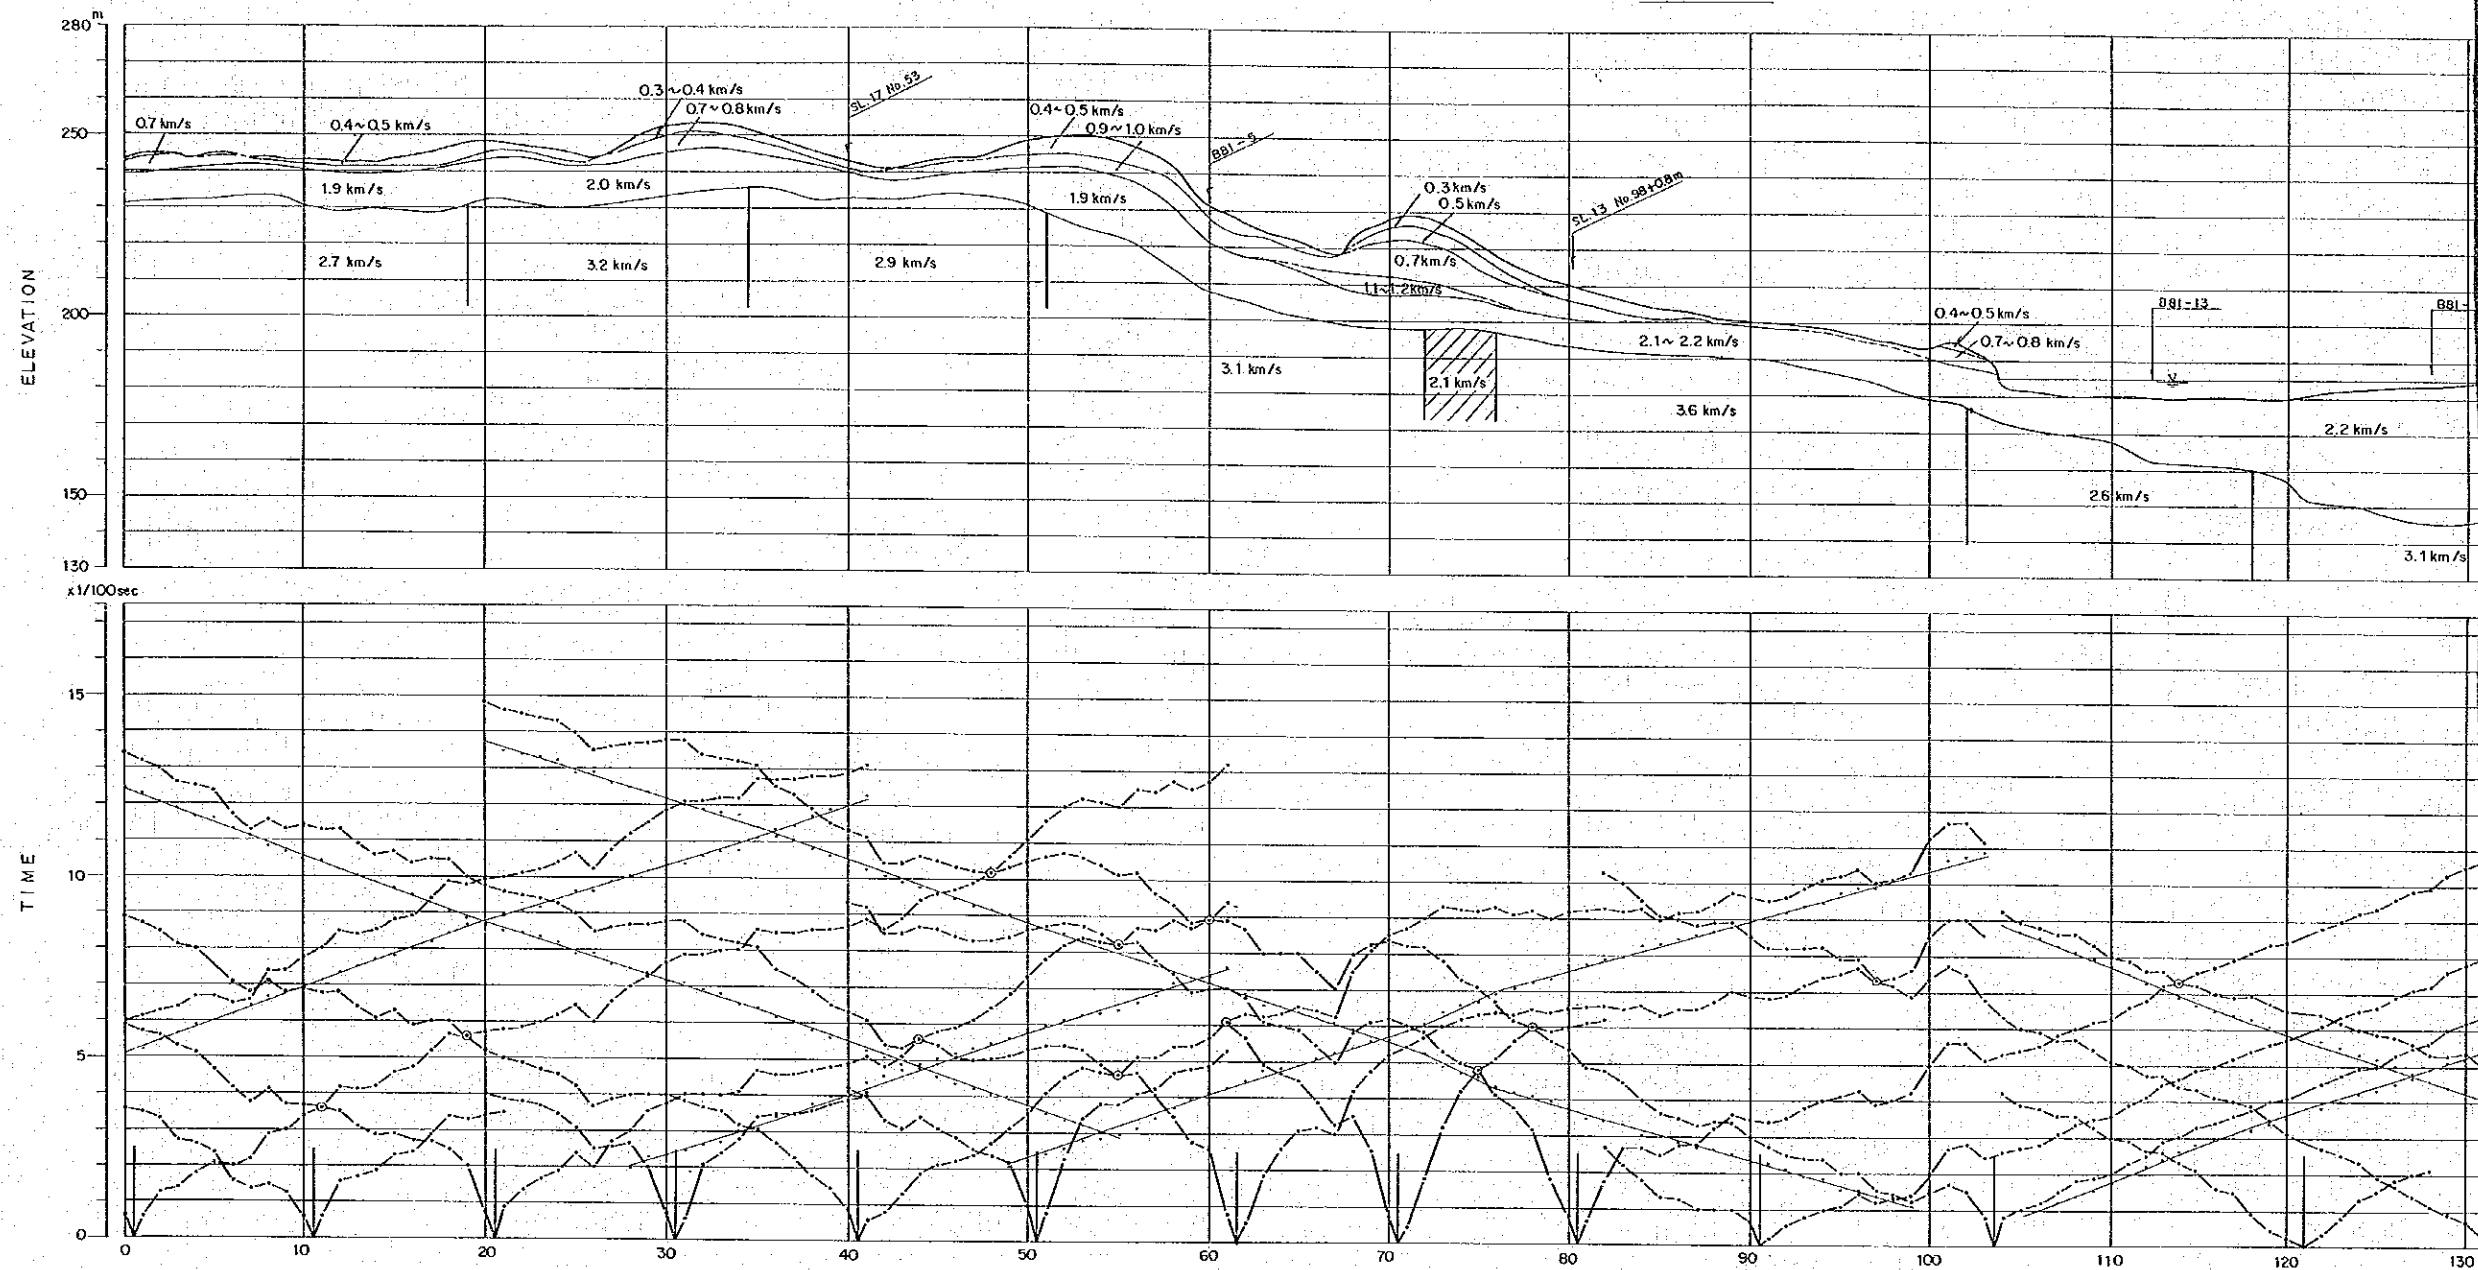 m
280
250
200
150
130
ELEVATION
0.7 km/s
0.4~0.5 km/s
0.3~0.4 km/s
0.7~0.8 km/s
SL.17 No.53
0.4~0.5 km/s
0.9~1.0 km/s
B81-5
0.3 km/s
0.5 km/s
SL.13 No.98+0.8m
1.9 km/s
2.0 km/s
1.9 km/s
0.7 km/s
1.1~1.2 km/s
2.7 km/s
3.2 km/s
2.9 km/s
3.1 km/s
2.1 km/s
2.1~2.2 km/s
3.6 km/s
0.4~0.5 km/s
0.7~0.8 km/s
B81-13
B81-
2.2 km/s
2.6 km/s
3.1 km/s
x1/100sec
TIME
15
10
5
0
0 10 20 30 40 50 60 70 80 90 100 110 120 130